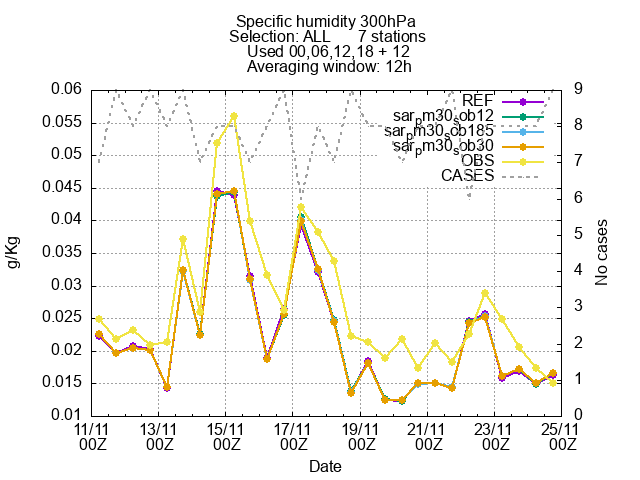 Specific humidity 300hPa
Selection: ALL 7 stations
Used 00,06,12,18 + 12
Averaging window: 12h
0.06
0.055
0.05
0.045
0.04
0.035
0.03
0.025
0.02
0.015
0.01
g/Kg
REF
sar_pm30_sob12
sar_pm30_sob185
sar_pm30_sob30
OBS
CASES
9
8
7
6
5
4
3
2
1
0
No cases
11/11 13/11 15/11 17/11 19/11 21/11 23/11 25/11
00Z 00Z 00Z 00Z 00Z 00Z 00Z 00Z
Date